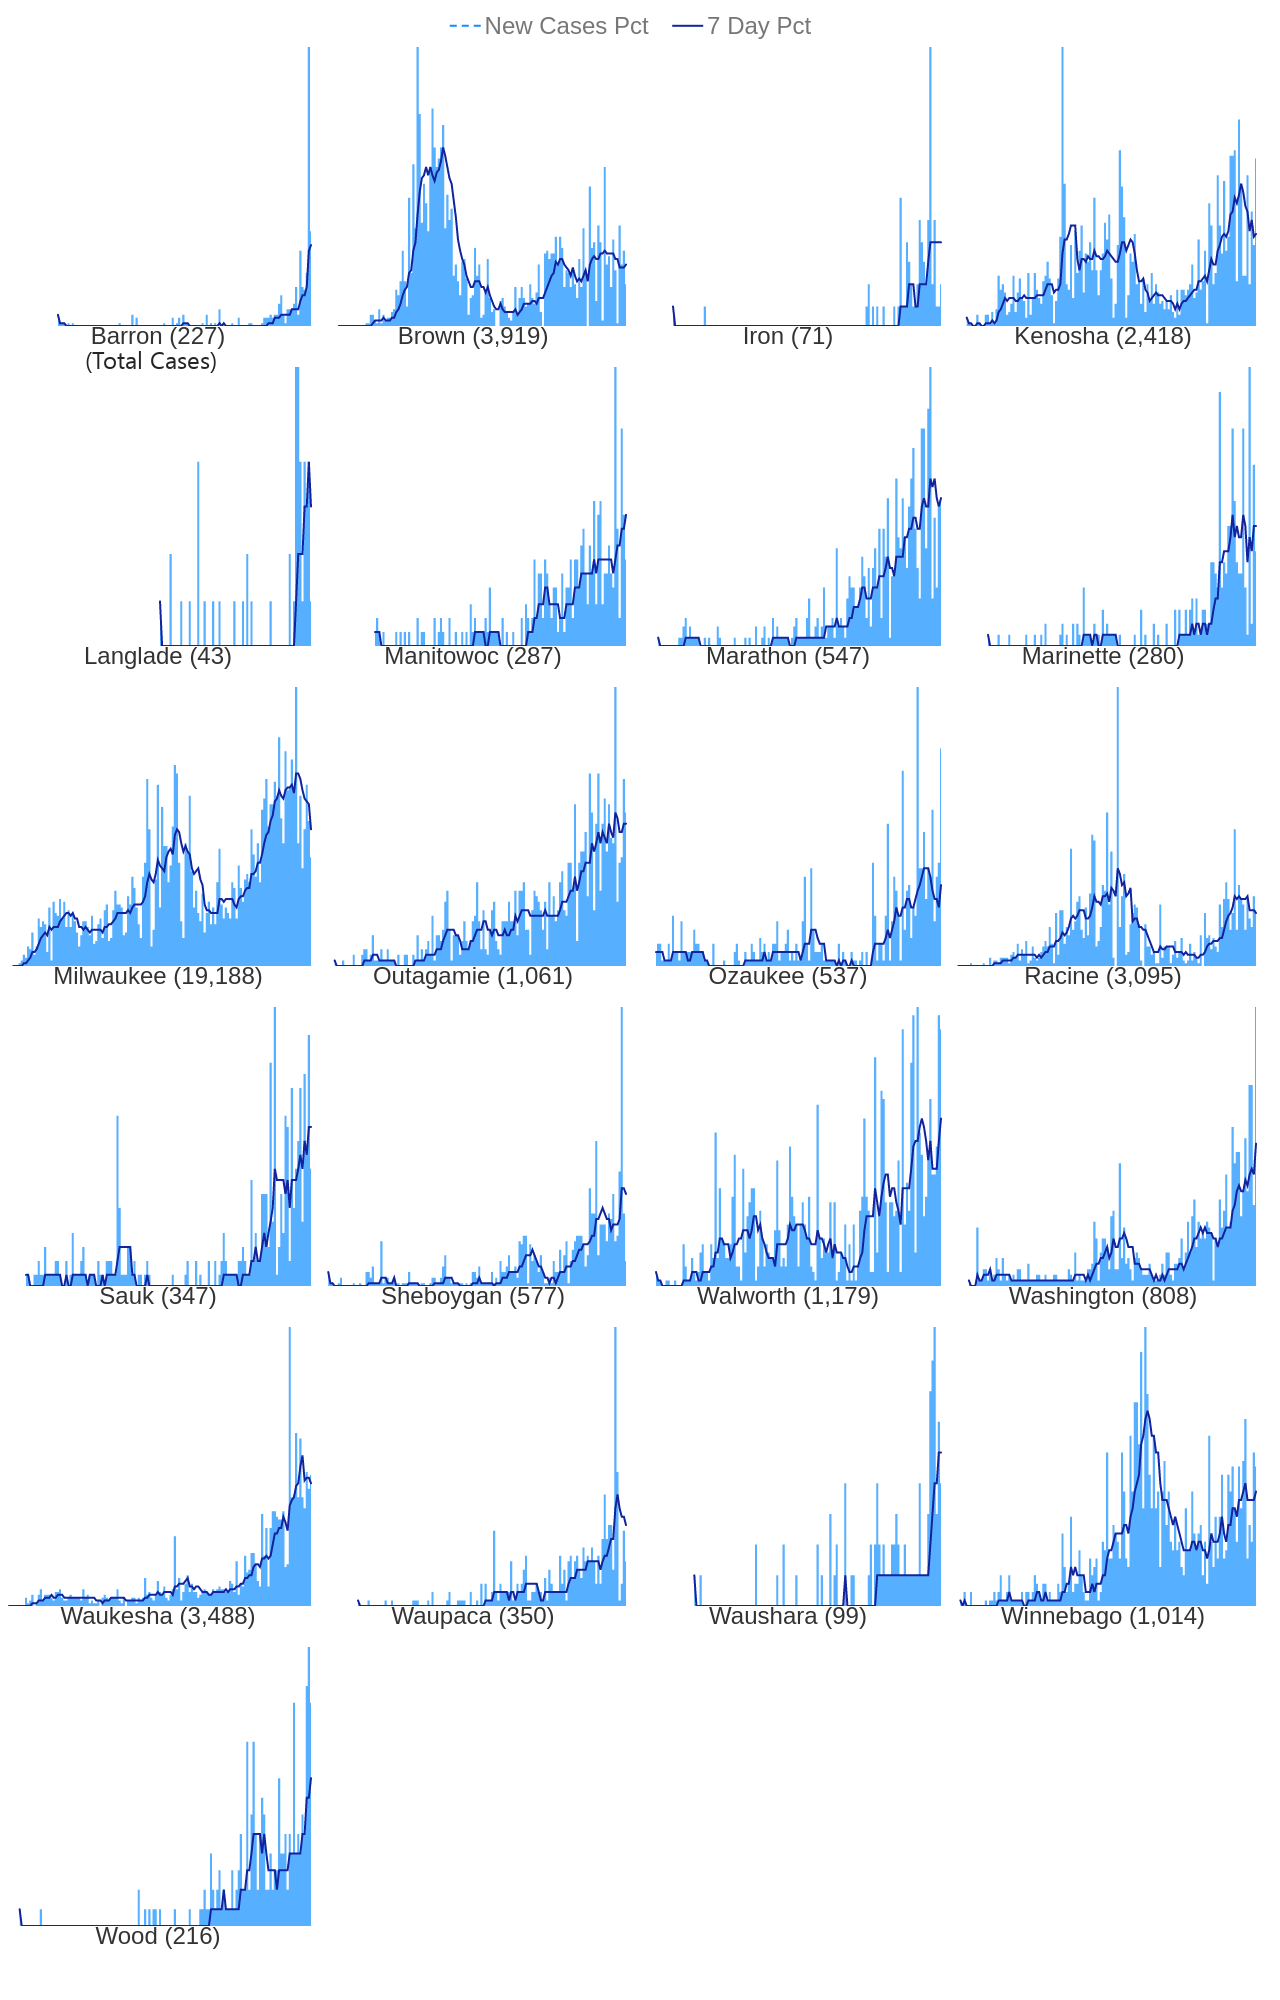 New Cases Pct 7 Day Pct
Barron (227) Brown (3,919) Iron (71) Kenosha (2,418)
(Total Cases)
Langlade (43) Manitowoc (287) Marathon (547) Marinette (280)
Milwaukee (19,188) Outagamie (1,061) Ozaukee (537) Racine (3,095)
Sauk (347) Sheboygan (577) Walworth (1,179) Washington (808)
Waukesha (3,488) Waupaca (350) Waushara (99) Winnebago (1,014)
Wood (216)